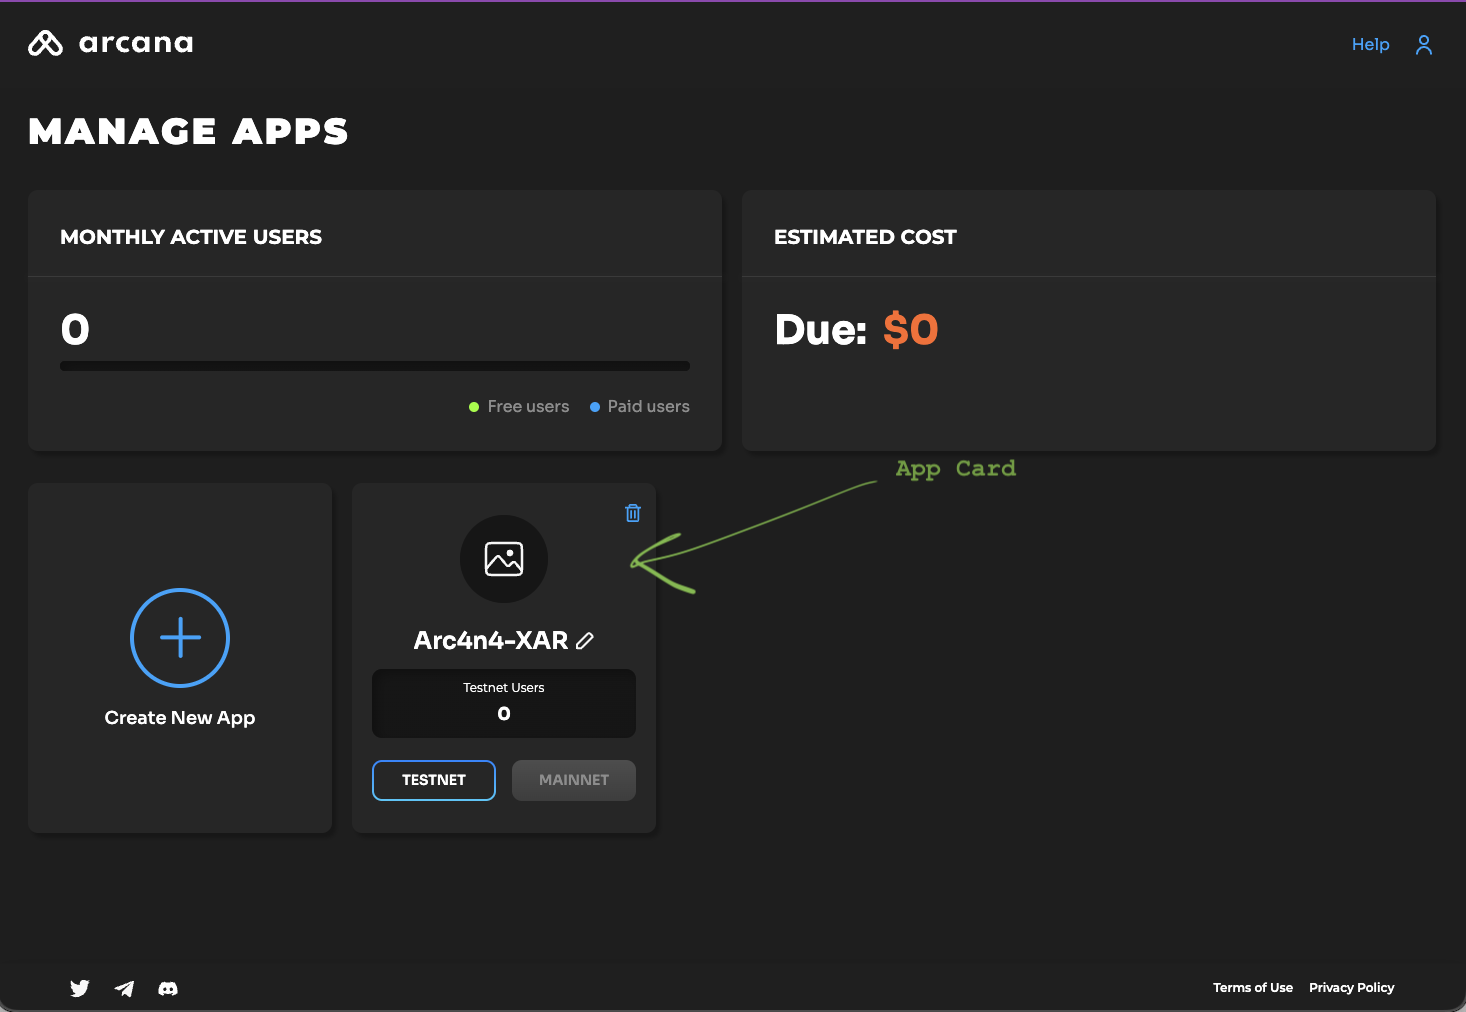 arcana
Help
MANAGE APPS
MONTHLY ACTIVE USERS
0
Free users
Paid users
ESTIMATED COST
Due: $0
App Card
Create New App
Arc4n4-XAR
Testnet Users
0
TESTNET
MAINNET
Terms of Use
Privacy Policy